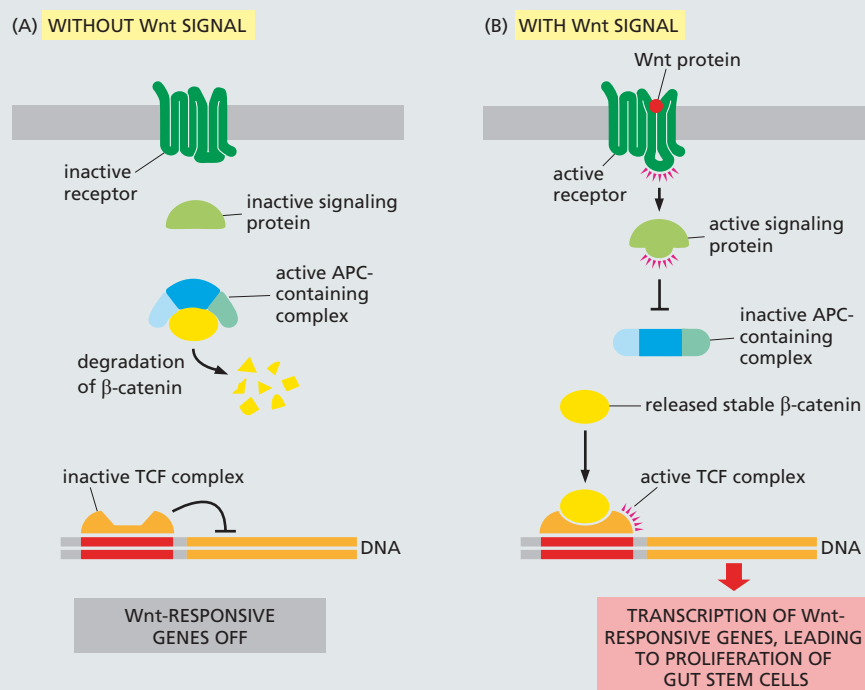 (A) WITHOUT Wnt SIGNAL
inactive
receptor
inactive signaling
protein
active APC-
containing
complex
degradation
of β-catenin
inactive TCF complex
DNA
Wnt-RESPONSIVE
GENES OFF
(B) WITH Wnt SIGNAL
Wnt protein
active
receptor
active signaling
protein
inactive APC-
containing
complex
released stable β-catenin
active TCF complex
DNA
TRANSCRIPTION OF Wnt-
RESPONSIVE GENES, LEADING
TO PROLIFERATION OF
GUT STEM CELLS